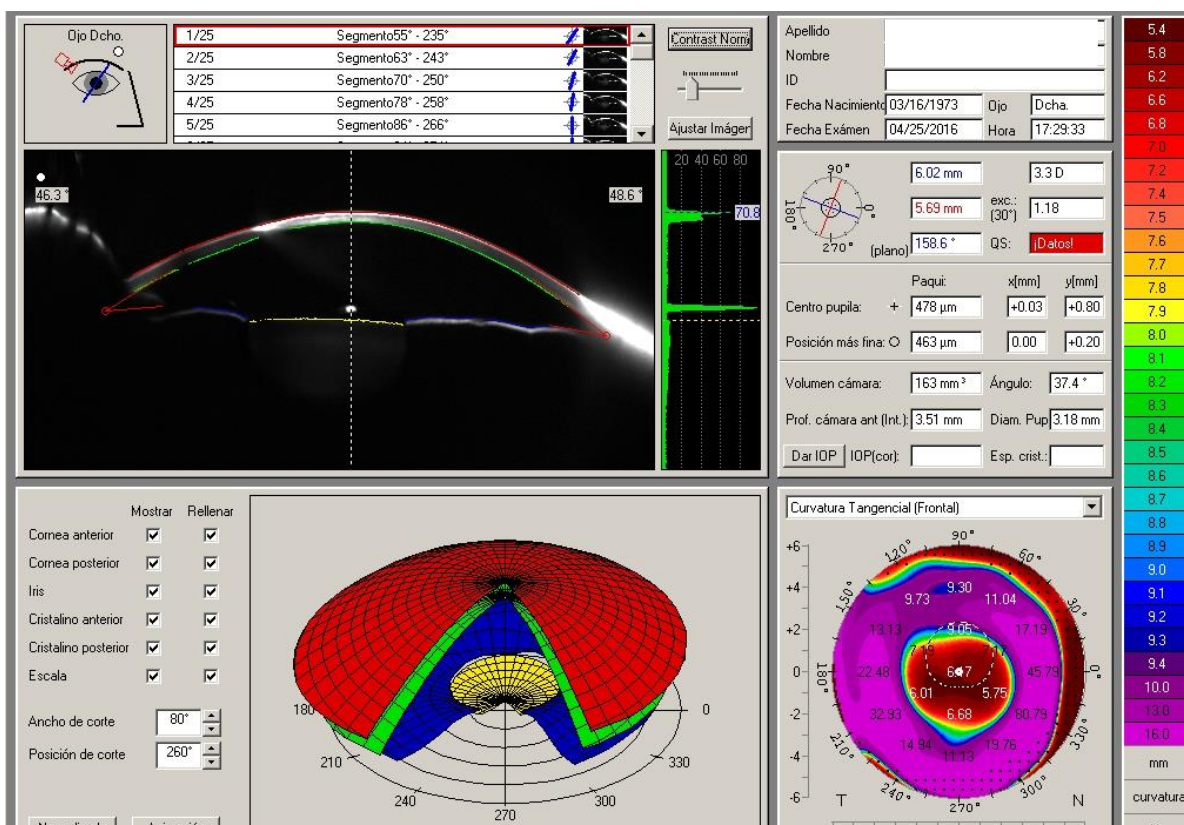 Ojo Dcho.
1/25 Segmento55° - 235°
2/25 Segmento63° - 243°
3/25 Segmento70° - 250°
4/25 Segmento78° - 258°
5/25 Segmento86° - 266°
Contrast Norm
Ajustar Imáger
46.3 °
48.6 °
20 40 60 80
70.8
Apellido
Nombre
ID
Fecha Nacimiento 03/16/1973 Ojo Dcha.
Fecha Exámen 04/25/2016 Hora 17:29:33
90°
180°
0°
270°
6.02 mm 3.3 D
5.69 mm exc.: (30°) 1.18
(plano) 158.6 ° QS: ¡Datos!
Paqui: x[mm] y[mm]
Centro pupila: + 478 µm +0.03 +0.80
Posición más fina: O 463 µm 0.00 +0.20
Volumen cámara: 163 mm³ Ángulo: 37.4 °
Prof. cámara ant (Int.): 3.51 mm Diam. Pup 3.18 mm
Dar IOP IOP(cor): Esp. crist.:
Mostrar Rellenar
Cornea anterior
Cornea posterior
Iris
Cristalino anterior
Cristalino posterior
Escala
Ancho de corte 80°
Posición de corte 260°
180
0
210
330
240
300
270
Curvatura Tangencial (Frontal)
+6
+4
+2
0
-2
-4
-6
90°
120°
60°
150°
30°
180°
0°
210°
330°
240°
300°
270°
T
N
9.30
9.73
11.04
13.13
9.05
17.19
22.48
45.79
6.01
5.75
32.93
6.68
80.79
14.94
19.76
11.13
5.4
5.8
6.2
6.6
6.8
7.0
7.2
7.4
7.5
7.6
7.7
7.8
7.9
8.0
8.1
8.2
8.3
8.4
8.5
8.6
8.7
8.8
8.9
9.0
9.1
9.2
9.3
9.4
10.0
13.0
16.0
mm
curvatura